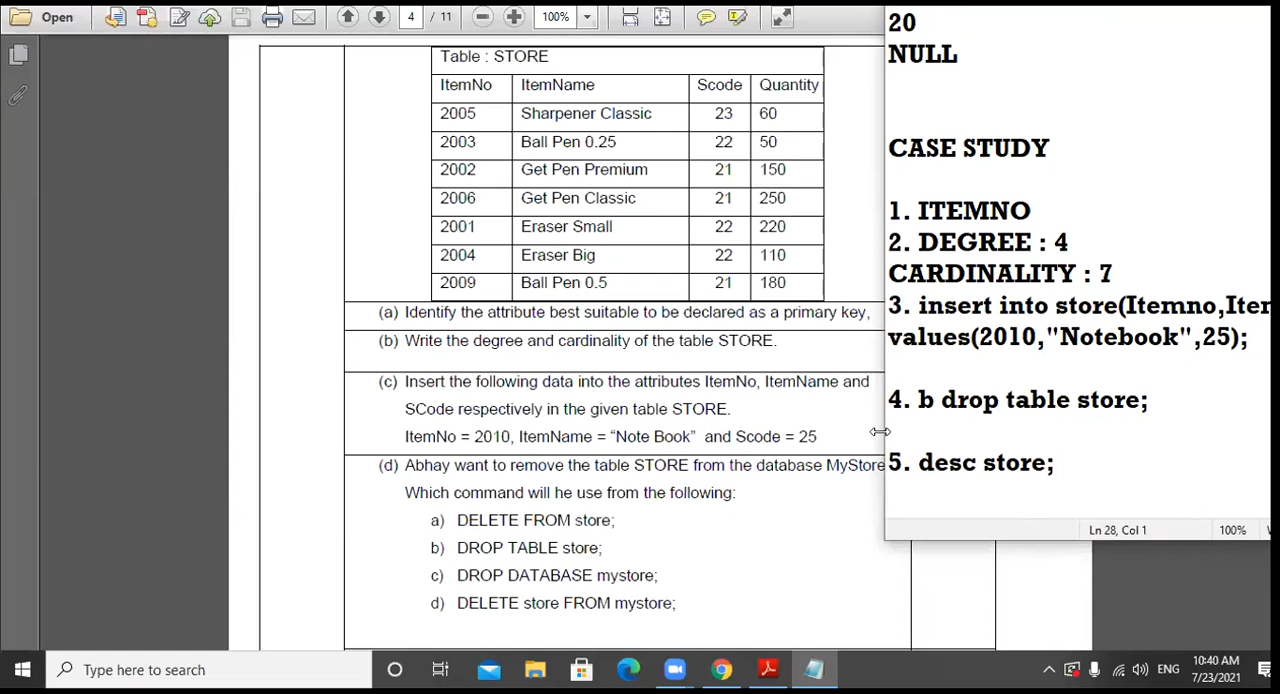 Open
4 / 11
100%
Table : STORE
ItemNo ItemName Scode Quantity
2005 Sharpener Classic 23 60
2003 Ball Pen 0.25 22 50
2002 Get Pen Premium 21 150
2006 Get Pen Classic 21 250
2001 Eraser Small 22 220
2004 Eraser Big 22 110
2009 Ball Pen 0.5 21 180
(a) Identify the attribute best suitable to be declared as a primary key,
(b) Write the degree and cardinality of the table STORE.
(c) Insert the following data into the attributes ItemNo, ItemName and
SCode respectively in the given table STORE.
ItemNo = 2010, ItemName = “Note Book” and Scode = 25
(d) Abhay want to remove the table STORE from the database MyStore
Which command will he use from the following:
a) DELETE FROM store;
b) DROP TABLE store;
c) DROP DATABASE mystore;
d) DELETE store FROM mystore;
20
NULL
CASE STUDY
1. ITEMNO
2. DEGREE : 4
CARDINALITY : 7
3. insert into store(Itemno,Iter
values(2010,"Notebook",25);
4. b drop table store;
5. desc store;
Ln 28, Col 1 100%
Type here to search
ENG
10:40 AM
7/23/2021